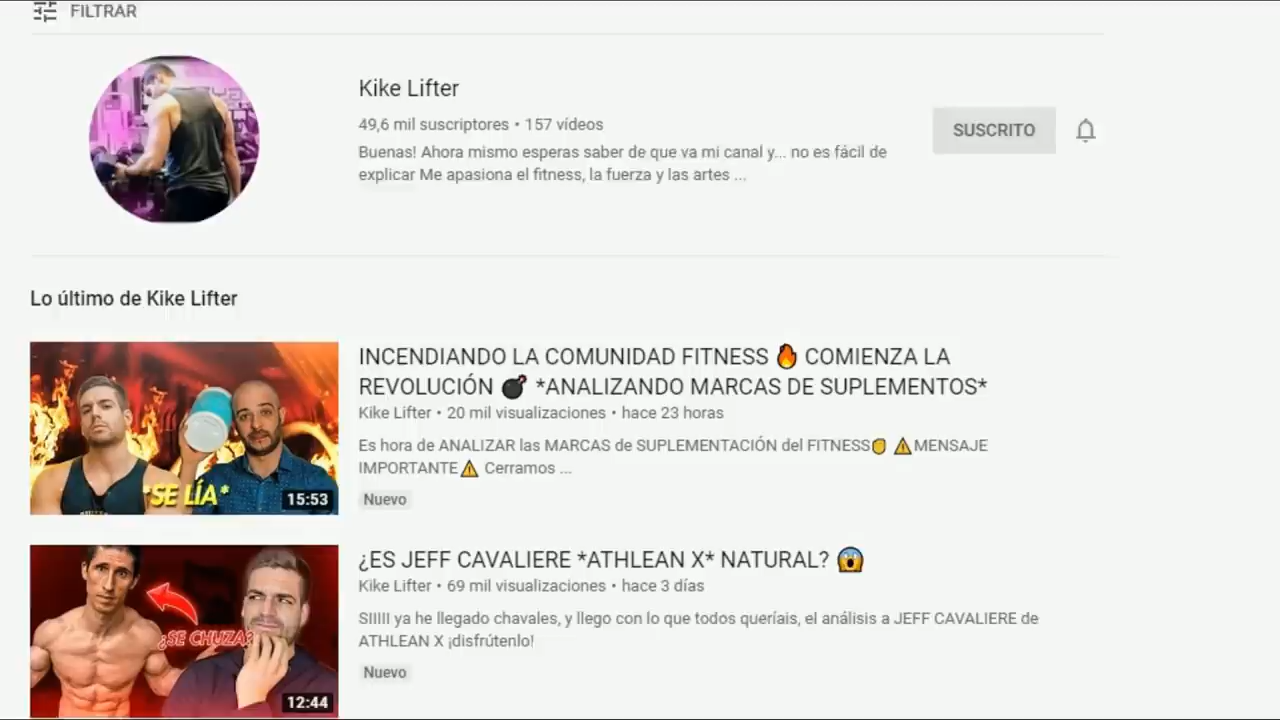 FILTRAR
Kike Lifter
49,6 mil suscriptores • 157 vídeos
SUSCRITO
Buenas! Ahora mismo esperas saber de que va mi canal y... no es fácil de
explicar Me apasiona el fitness, la fuerza y las artes ...
Lo último de Kike Lifter
INCENDIANDO LA COMUNIDAD FITNESS 🔥 COMIENZA LA
REVOLUCIÓN 💣 *ANALIZANDO MARCAS DE SUPLEMENTOS*
Kike Lifter • 20 mil visualizaciones • hace 23 horas
Es hora de ANALIZAR las MARCAS de SUPLEMENTACIÓN del FITNESS✊ ⚠️MENSAJE
IMPORTANTE⚠️ Cerramos ...
*SE LÍA*
15:53
Nuevo
¿ES JEFF CAVALIERE *ATHLEAN X* NATURAL? 😱
Kike Lifter • 69 mil visualizaciones • hace 3 días
SIIIII ya he llegado chavales, y llego con lo que todos queríais, el análisis a JEFF CAVALIERE de
ATHLEAN X ¡disfrútenlo!
¿SE CHUZA?
Nuevo
12:44